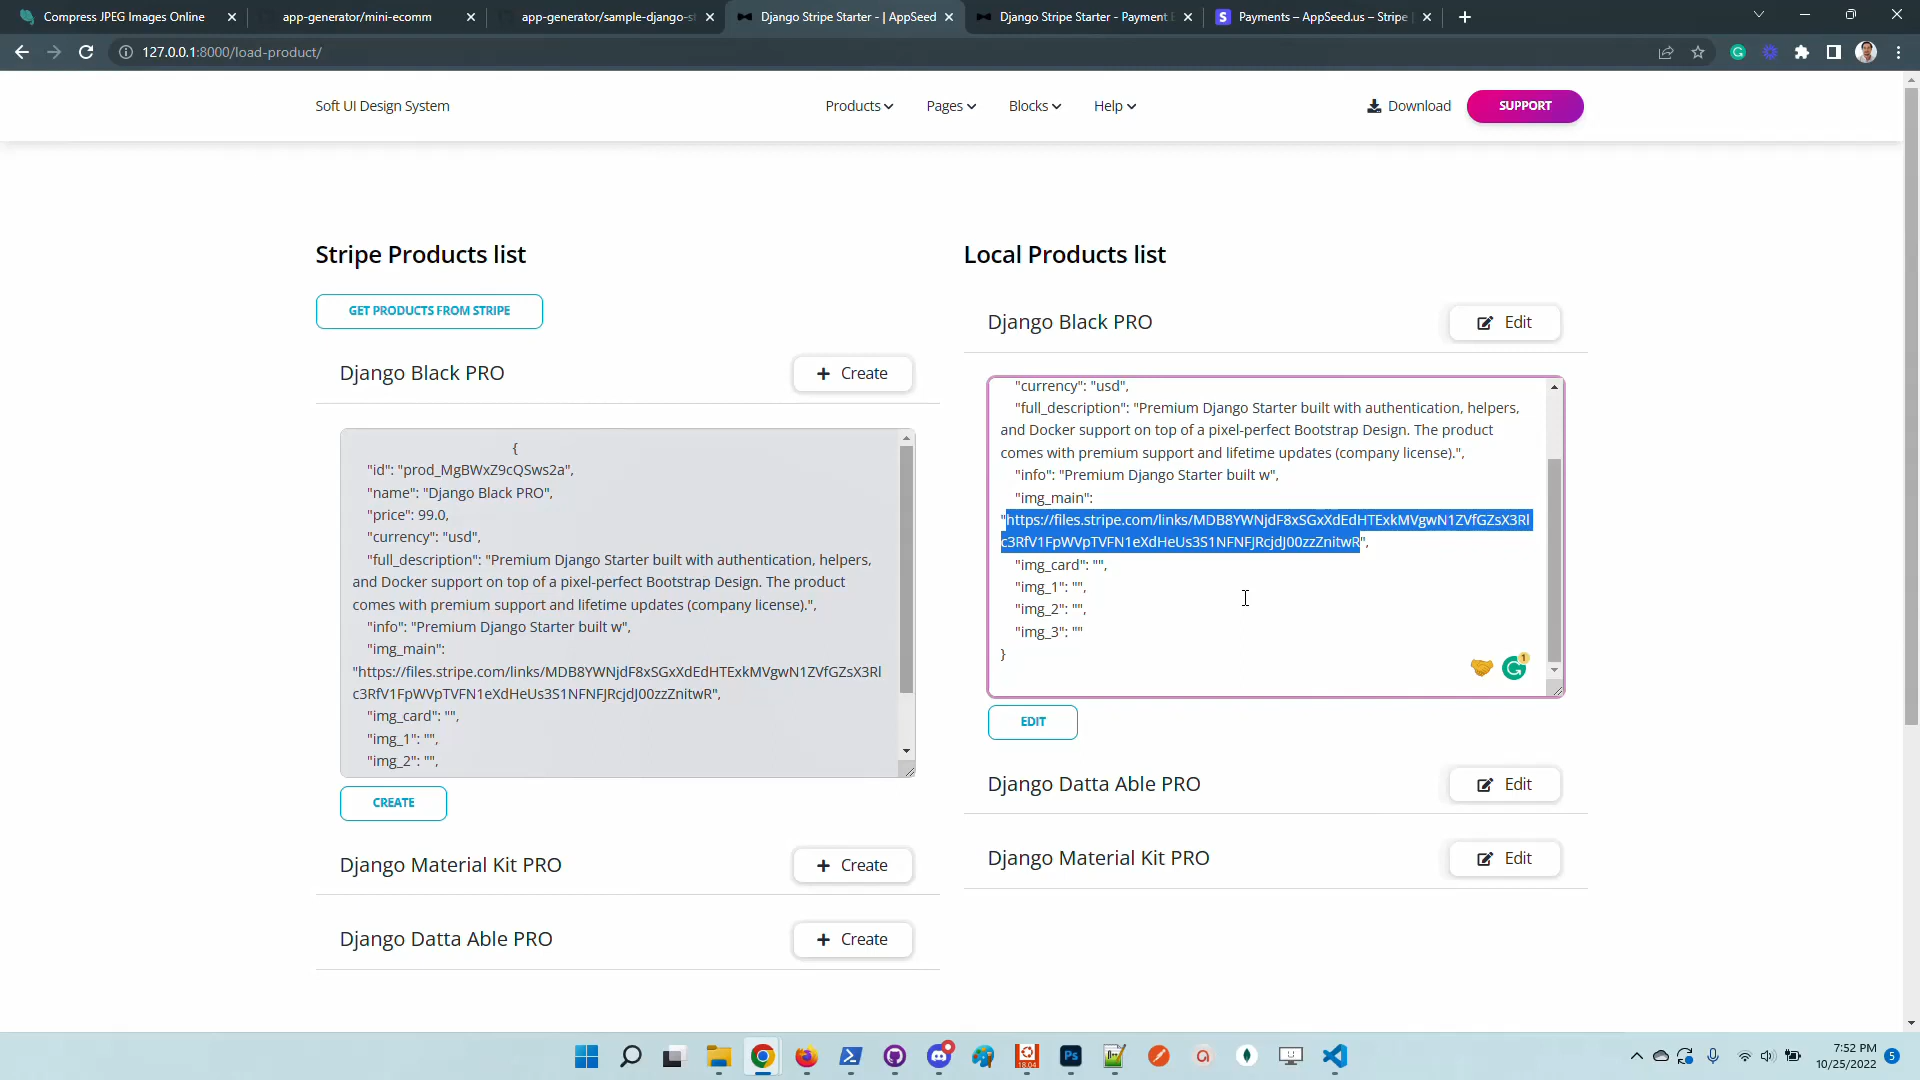 Compress JPEG Images Online
app-generator/mini-ecomm
app-generator/sample-django-s
Django Stripe Starter - | AppSeed
Django Stripe Starter - Payment
Payments – AppSeed.us – Stripe
127.0.0.1:8000/load-product/
Soft UI Design System
Products
Pages
Blocks
Help
Download
SUPPORT
Stripe Products list
GET PRODUCTS FROM STRIPE
Django Black PRO
Create
{
"id": "prod_MgBWxZ9cQSws2a",
"name": "Django Black PRO",
"price": 99.0,
"currency": "usd",
"full_description": "Premium Django Starter built with authentication, helpers,
and Docker support on top of a pixel-perfect Bootstrap Design. The product
comes with premium support and lifetime updates (company license).",
"info": "Premium Django Starter built w",
"img_main":
"https://files.stripe.com/links/MDB8YWNjdF8xSGxXdEdHTExkMVgwN1ZVfGZsX3Rl
c3RfV1FpWVpTVFN1eXdHeUs3S1NFNFJRcjdJ00zzZnitwR",
"img_card": "",
"img_1": "",
"img_2": "",
CREATE
Django Material Kit PRO
Create
Django Datta Able PRO
Create
Local Products list
Django Black PRO
Edit
"currency": "usd",
"full_description": "Premium Django Starter built with authentication, helpers,
and Docker support on top of a pixel-perfect Bootstrap Design. The product
comes with premium support and lifetime updates (company license).",
"info": "Premium Django Starter built w",
"img_main":
"https://files.stripe.com/links/MDB8YWNjdF8xSGxXdEdHTExkMVgwN1ZVfGZsX3Rl
c3RfV1FpWVpTVFN1eXdHeUs3S1NFNFJRcjdJ00zzZnitwR",
"img_card": "",
"img_1": "",
"img_2": "",
"img_3": ""
}
EDIT
Django Datta Able PRO
Edit
Django Material Kit PRO
Edit
7:52 PM
10/25/2022
5